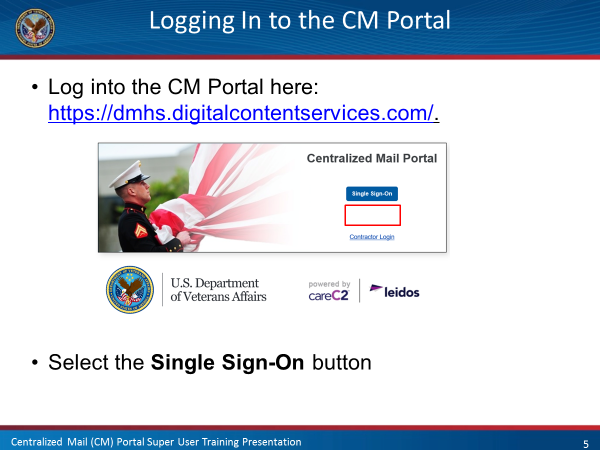 Logging In to the CM Portal
• Log into the CM Portal here:
https://dmhs.digitalcontentservices.com/.
Centralized Mail Portal
Single Sign-On
Contractor Login
U.S. Department
of Veterans Affairs
powered by
careC2
leidos
• Select the Single Sign-On button
Centralized Mail (CM) Portal Super User Training Presentation
5